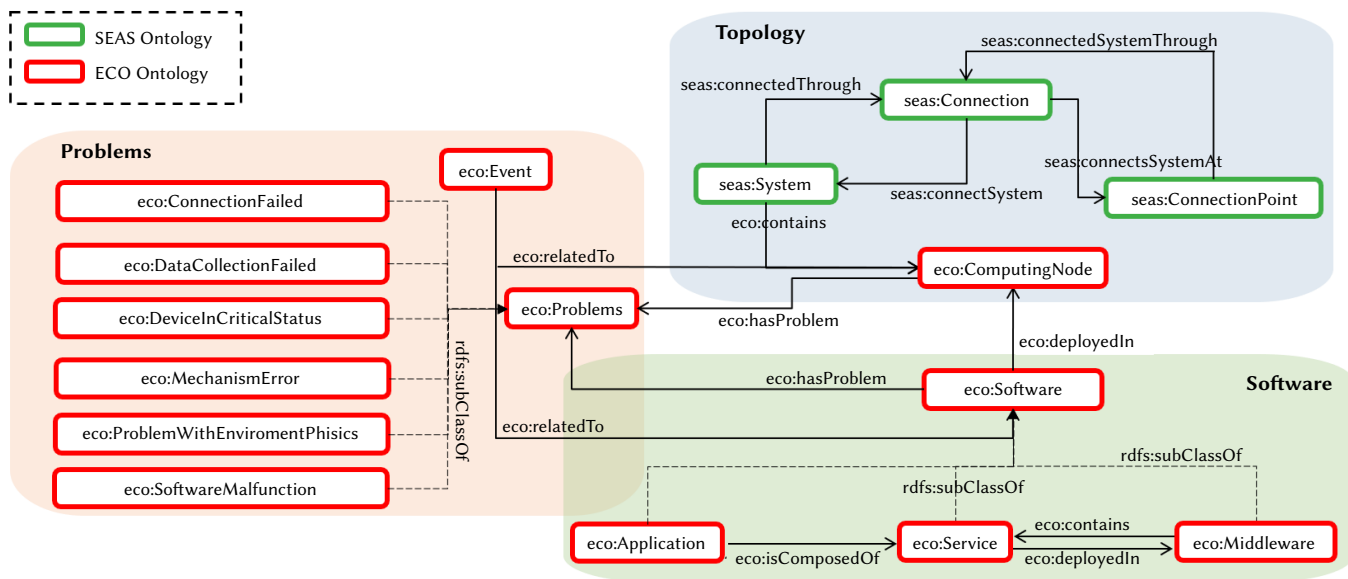 SEAS Ontology
ECO Ontology
Topology
seas:connectedSystemThrough
seas:connectedThrough
seas:Connection
seas:connectsSystemAt
seas:System
seas:connectSystem
seas:ConnectionPoint
eco:contains
eco:ComputingNode
Problems
eco:Event
eco:ConnectionFailed
eco:DataCollectionFailed
eco:DeviceInCriticalStatus
eco:MechanismError
eco:ProblemWithEnviromentPhisics
eco:SoftwareMalfunction
rdfs:subClassOf
eco:relatedTo
eco:Problems
eco:hasProblem
eco:deployedIn
Software
eco:hasProblem
eco:Software
eco:relatedTo
rdfs:subClassOf
rdfs:subClassOf
eco:Application
eco:isComposedOf
eco:Service
eco:contains
eco:deployedIn
eco:Middleware